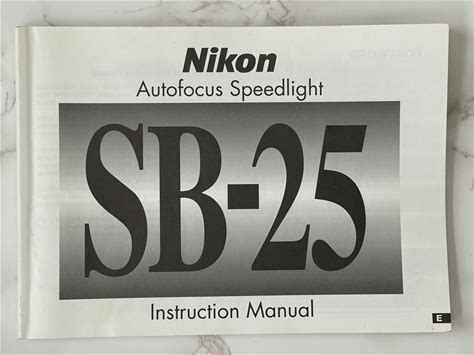 Nikon
Autofocus Speedlight
SB-25
Instruction Manual
E